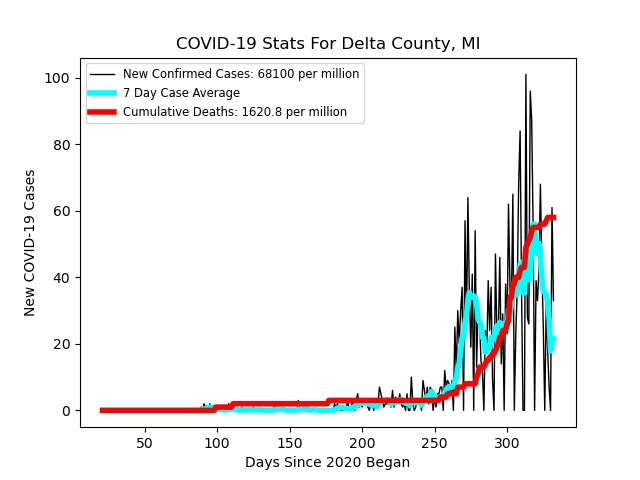 COVID-19 Stats For Delta County, MI
New Confirmed Cases: 68100 per million
7 Day Case Average
Cumulative Deaths: 1620.8 per million
New COVID-19 Cases
100
80
60
40
20
0
50 100 150 200 250 300
Days Since 2020 Began